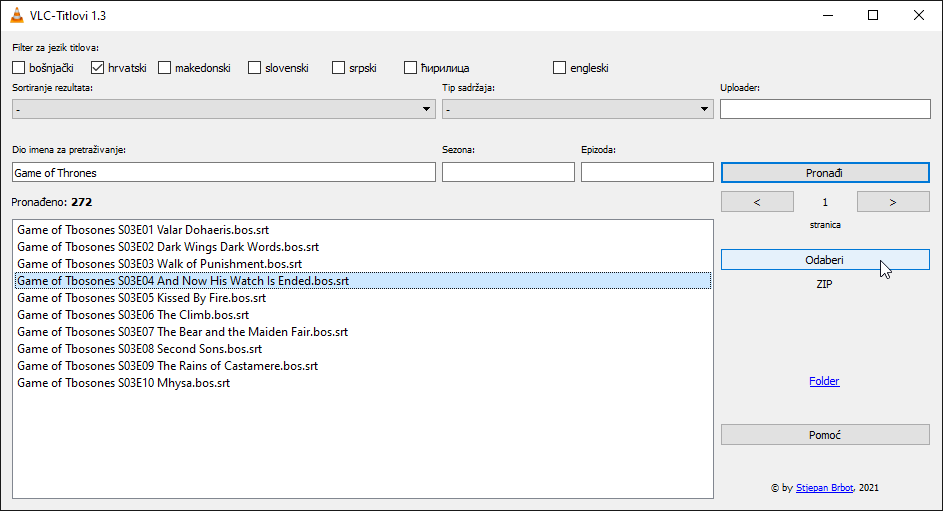 VLC-Titlovi 1.3
Filter za jezik titlova:
bošnjački hrvatski makedonski slovenski srpski ћирилица engleski
Sortiranje rezultata: Tip sadržaja: Uploader:
- -
Dio imena za pretraživanje: Sezona: Epizoda:
Game of Thrones Pronađi
Pronađeno: 272 < 1 >
stranica
Game of Tbosones S03E01 Valar Dohaeris.bos.srt
Game of Tbosones S03E02 Dark Wings Dark Words.bos.srt
Game of Tbosones S03E03 Walk of Punishment.bos.srt
Game of Tbosones S03E04 And Now His Watch Is Ended.bos.srt
Game of Tbosones S03E05 Kissed By Fire.bos.srt
Game of Tbosones S03E06 The Climb.bos.srt
Game of Tbosones S03E07 The Bear and the Maiden Fair.bos.srt
Game of Tbosones S03E08 Second Sons.bos.srt
Game of Tbosones S03E09 The Rains of Castamere.bos.srt
Game of Tbosones S03E10 Mhysa.bos.srt
Odaberi
ZIP
Folder
Pomoć
© by Stjepan Brbot, 2021